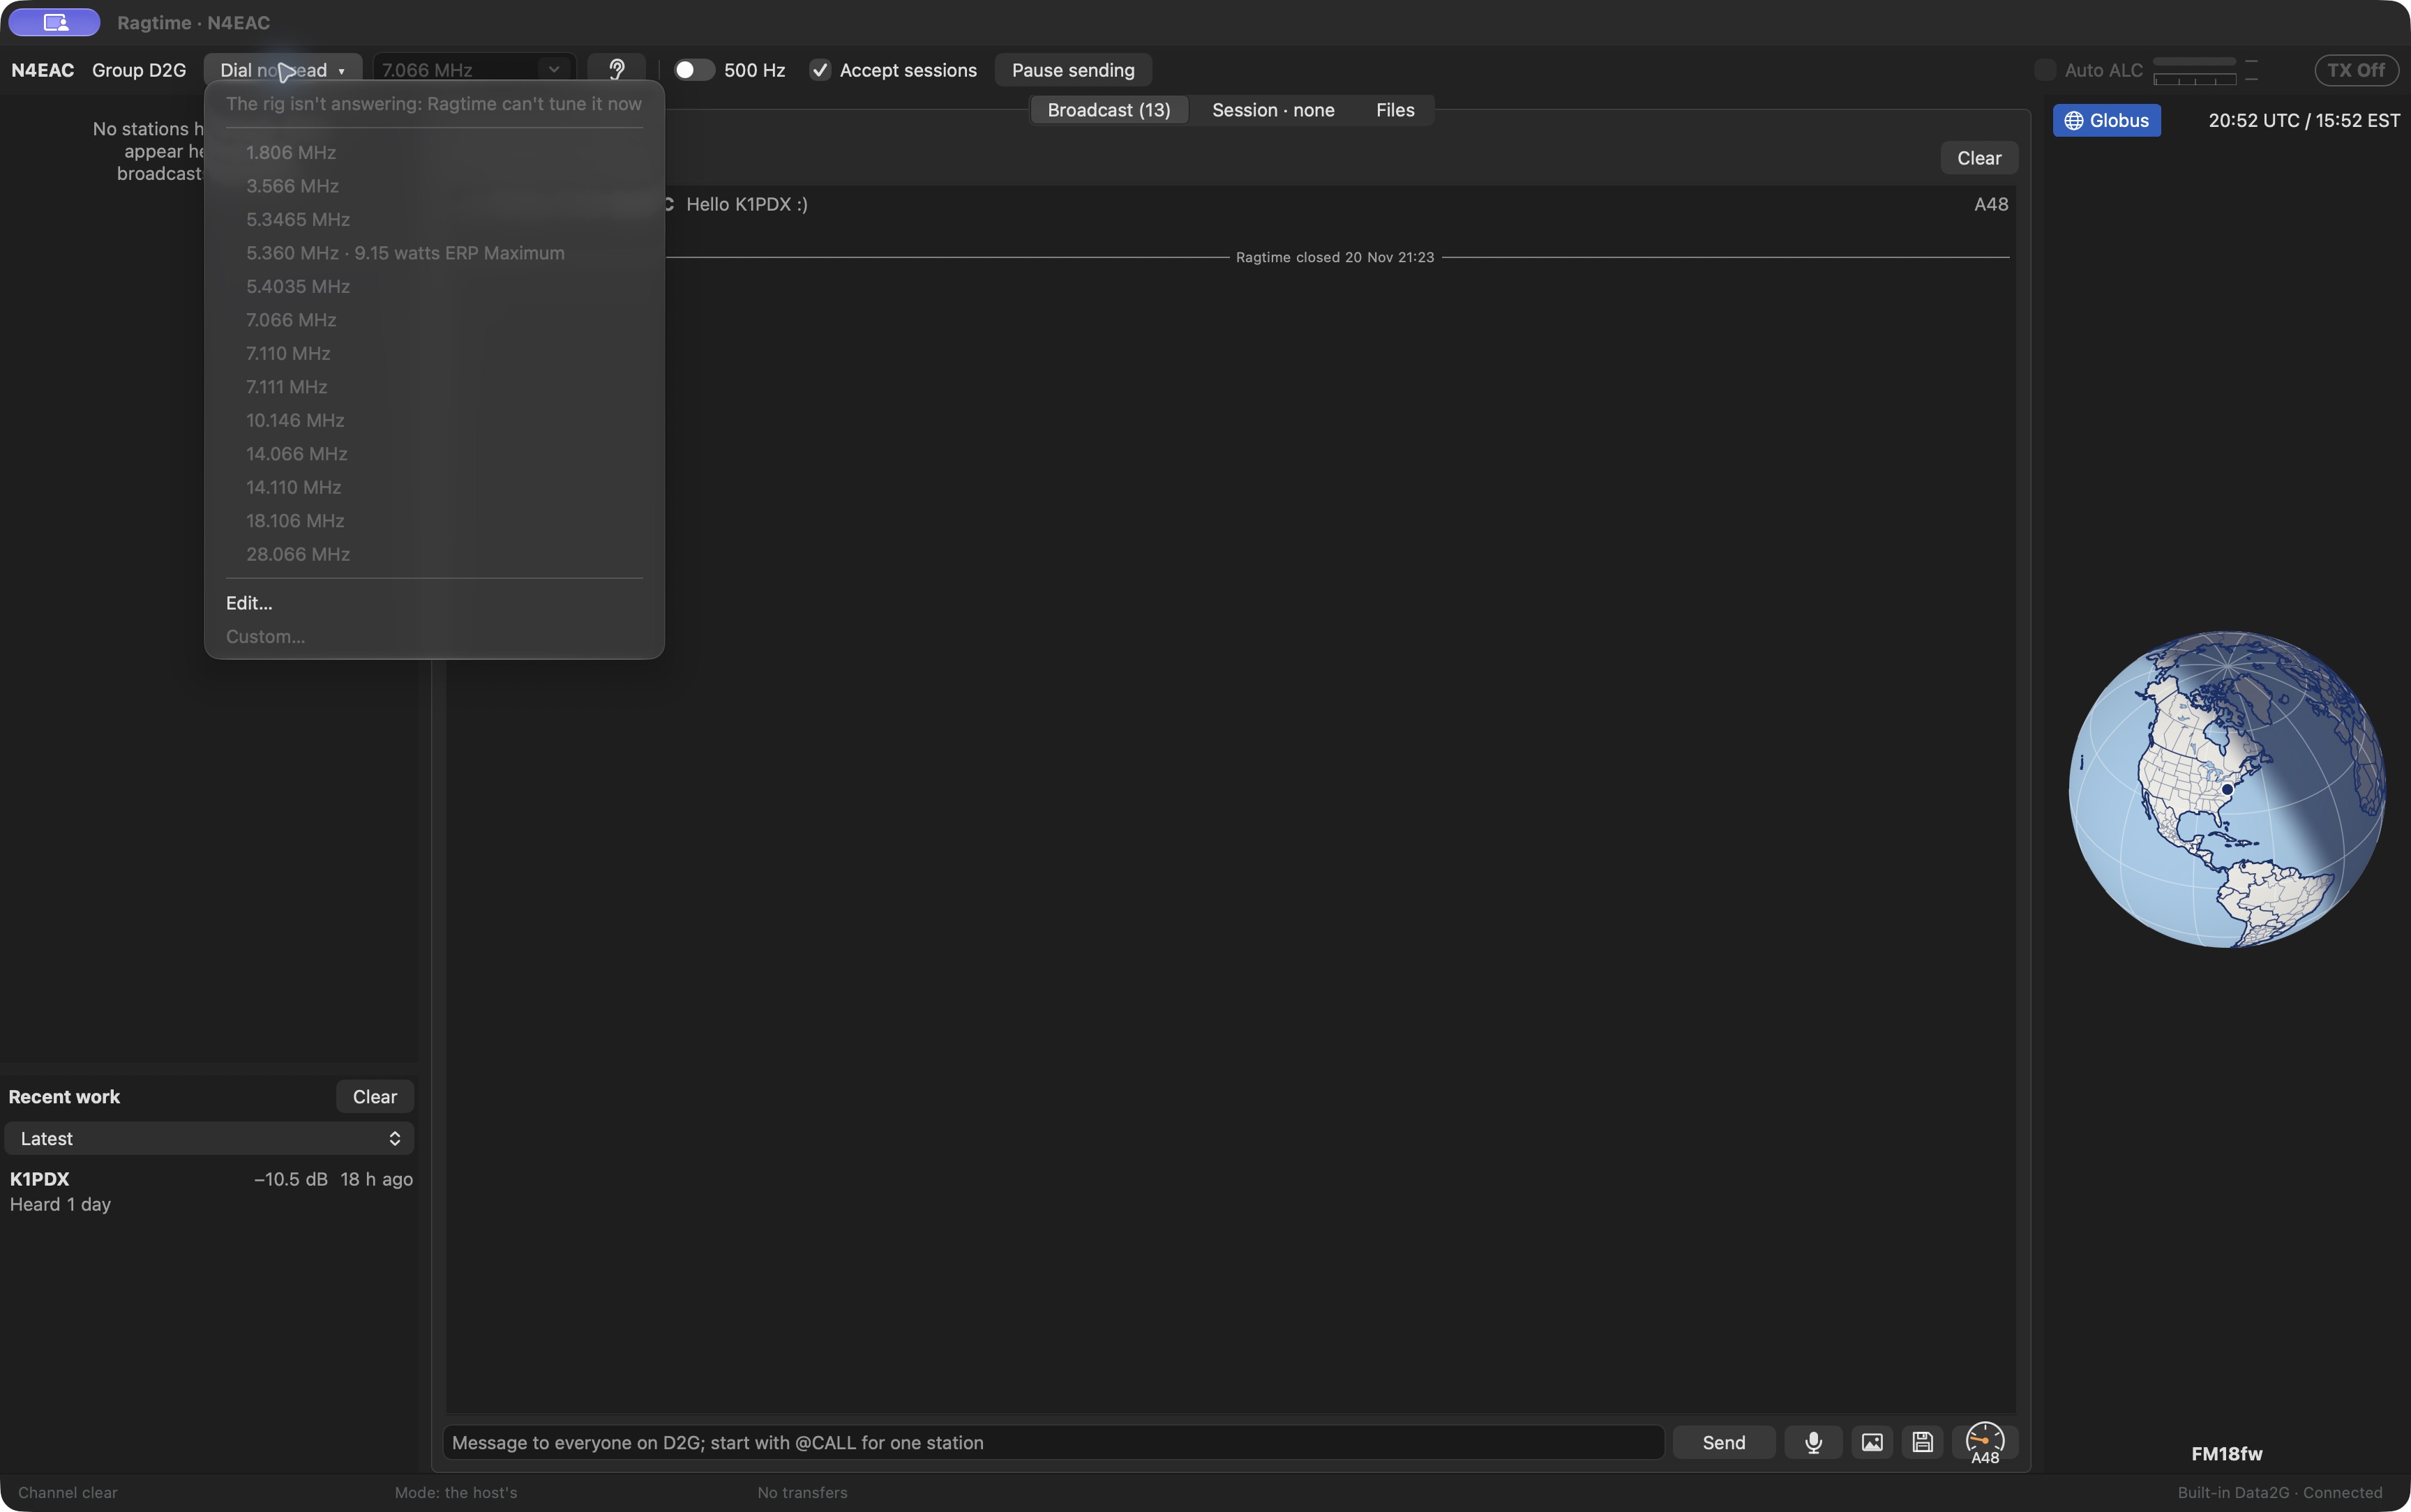 Ragtime · N4EAC
N4EAC Group D2G 7.066 MHz 500 Hz Accept sessions Pause sending Auto ALC TX Off
The rig isn't answering: Ragtime can't tune it now
1.806 MHz
3.566 MHz
5.3465 MHz
5.360 MHz · 9.15 watts ERP Maximum
5.4035 MHz
7.066 MHz
7.110 MHz
7.111 MHz
10.146 MHz
14.066 MHz
14.110 MHz
18.106 MHz
28.066 MHz
Edit...
Custom...
No stations
appear
Broadcast (13) Session · none Files
Globus 20:52 UTC / 15:52 EST
Clear
Hello K1PDX :) A48
Ragtime closed 20 Nov 21:23
Recent work Clear
Latest
K1PDX −10.5 dB 18 h ago
Heard 1 day
Message to everyone on D2G; start with @CALL for one station Send A48
FM18fw
Channel clear Mode: the host's No transfers Built-in Data2G · Connected